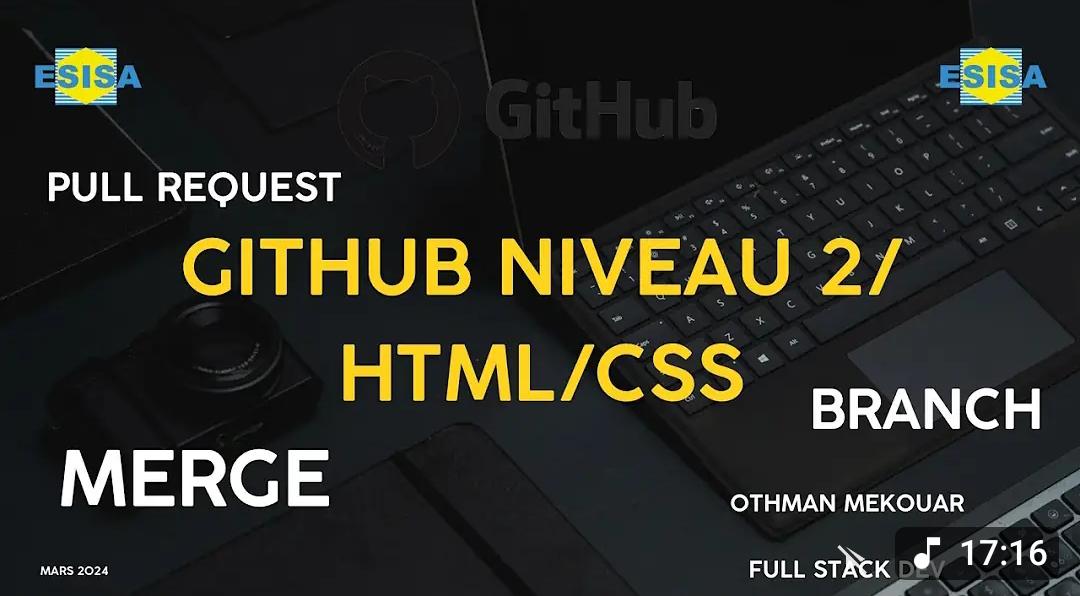 ESISA
ESISA
GitHub
PULL REQUEST
GITHUB NIVEAU 2/
HTML/CSS
BRANCH
MERGE
OTHMAN MEKOUAR
MARS 2024
FULL STACK DEV
17:16